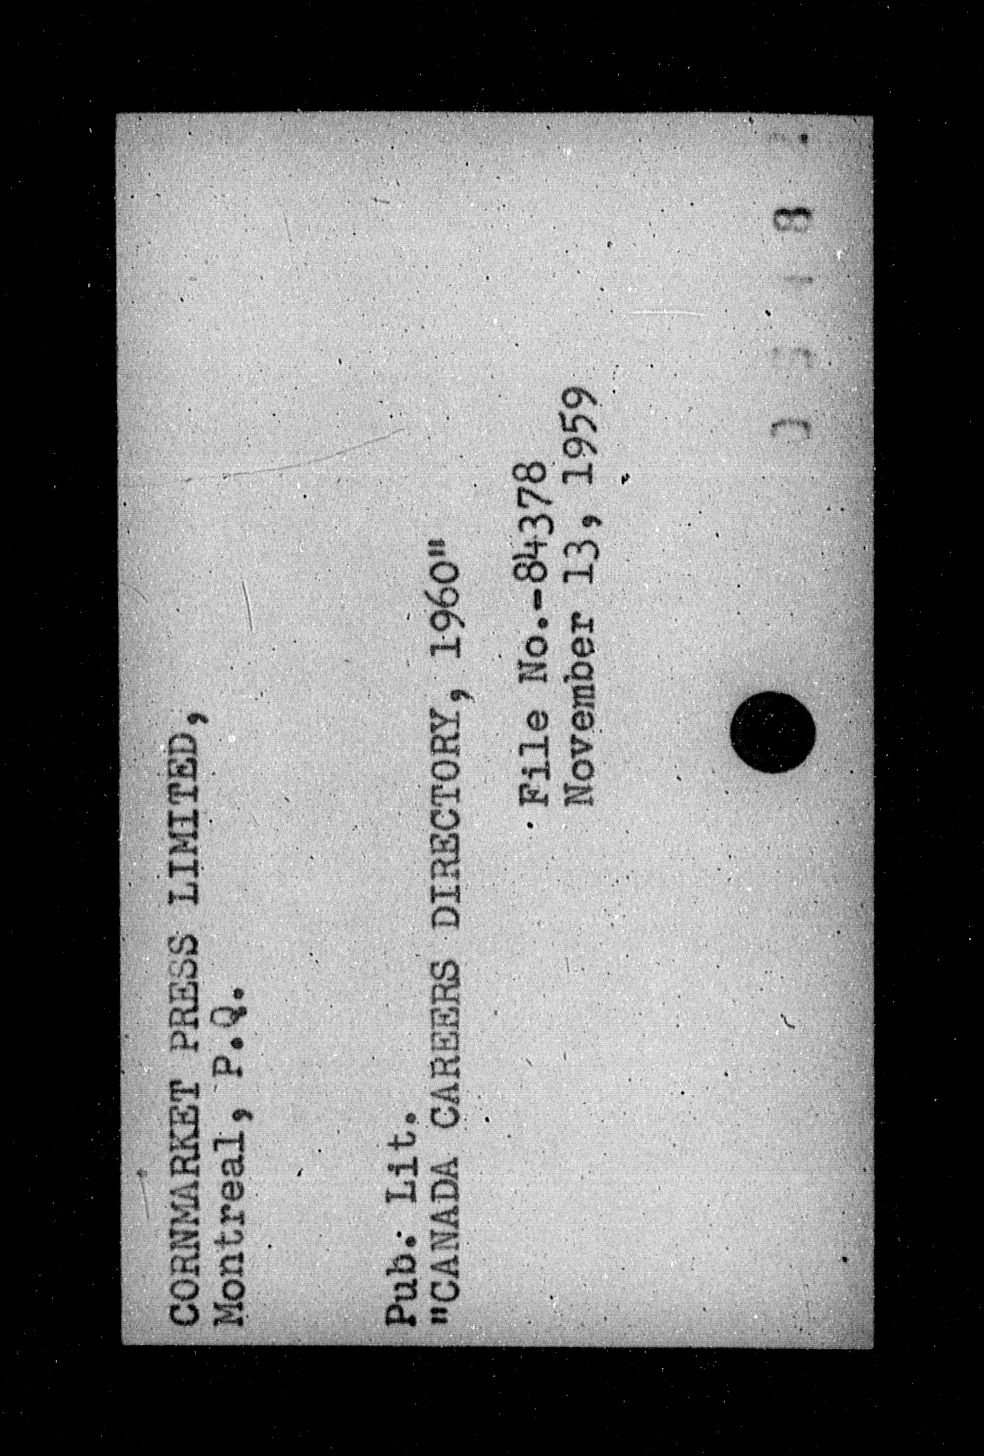 CORNMARKET PRESS LIMITED,
Montreal, P.Q.
Pub. Lit.
"CANADA CAREERS DIRECTORY, 1960"
File No.-84378
November 13, 1959